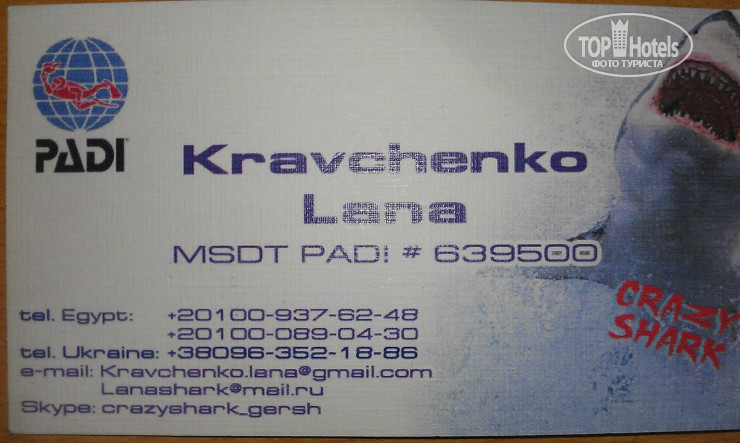 TOP Hotels
ФОТО ТУРИСТА
PADI
Kravchenko
Lana
MSDT PADI # 639500
CRAZY
SHARK
tel. Egypt: +20100-937-62-48
+20100-089-04-30
tel. Ukraine: +38096-352-18-86
e-mail: Kravchenko.lana@gmail.com
Lanashark@mail.ru
Skype: crazyshark_gersh